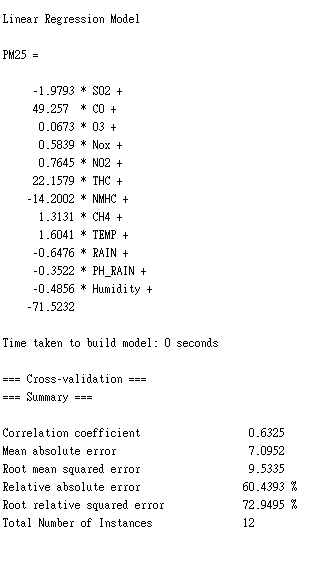 Linear Regression Model
PM25 =
-1.9793 * SO2 +
49.257 * CO +
0.0673 * O3 +
0.5839 * Nox +
0.7645 * NO2 +
22.1579 * THC +
-14.2002 * NMHC +
1.3131 * CH4 +
1.6041 * TEMP +
-0.6476 * RAIN +
-0.3522 * PH_RAIN +
-0.4856 * Humidity +
-71.5232
Time taken to build model: 0 seconds
=== Cross-validation ===
=== Summary ===
Correlation coefficient 0.6325
Mean absolute error 7.0952
Root mean squared error 9.5335
Relative absolute error 60.4393 %
Root relative squared error 72.9495 %
Total Number of Instances 12